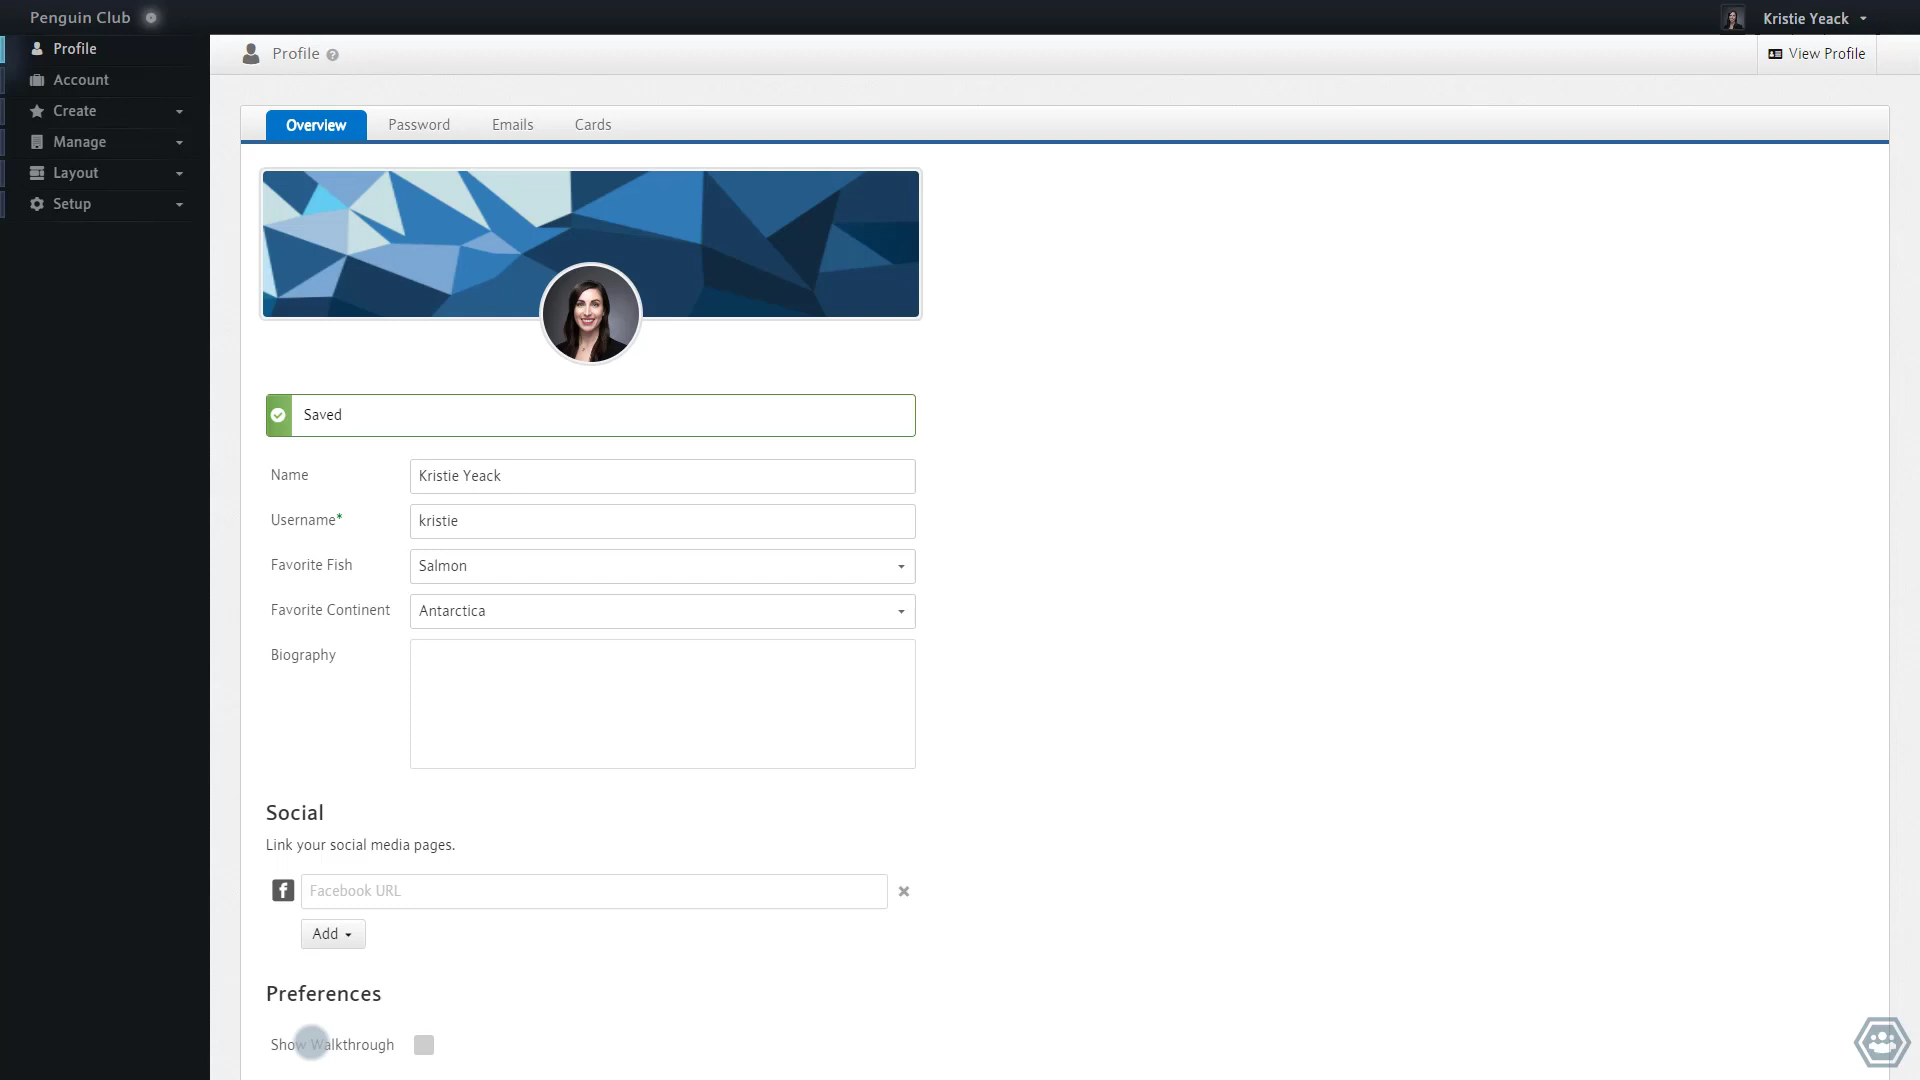 Penguin Club
Kristie Yeack
Profile
Account
Create
Manage
Layout
Setup
Profile
View Profile
Overview Password Emails Cards
Saved
Name Kristie Yeack
Username* kristie
Favorite Fish Salmon
Favorite Continent Antarctica
Biography
Social
Link your social media pages.
Facebook URL
Add
Preferences
Show Walkthrough